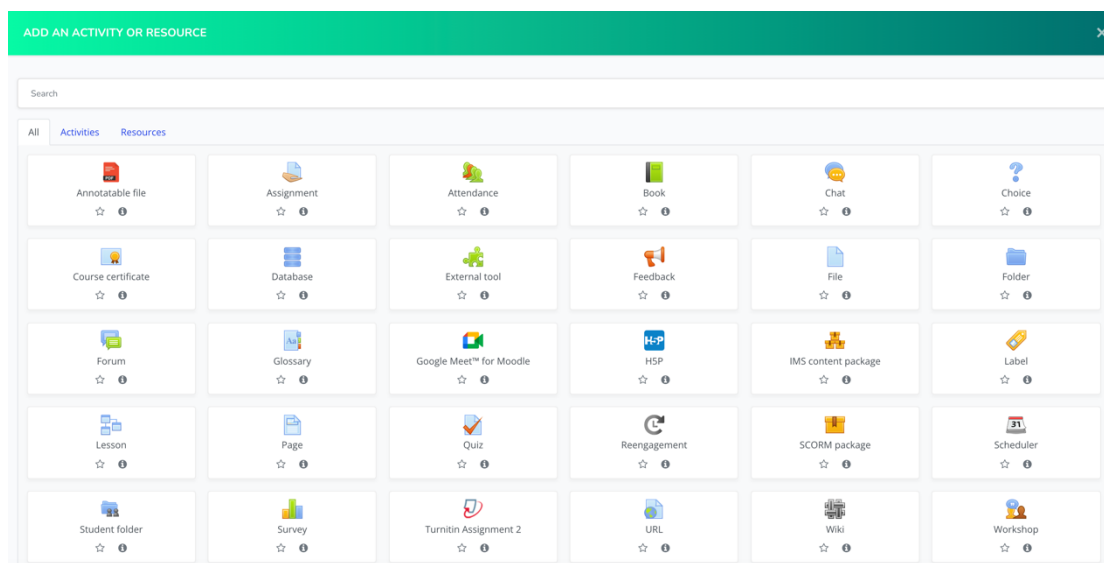 ADD AN ACTIVITY OR RESOURCE
Search
All Activities Resources
Annotatable file Assignment Attendance Book Chat Choice
Course certificate Database External tool Feedback File Folder
Forum Glossary Google Meet™ for Moodle H5P IMS content package Label
Lesson Page Quiz Reengagement SCORM package Scheduler
Student folder Survey Turnitin Assignment 2 URL Wiki Workshop